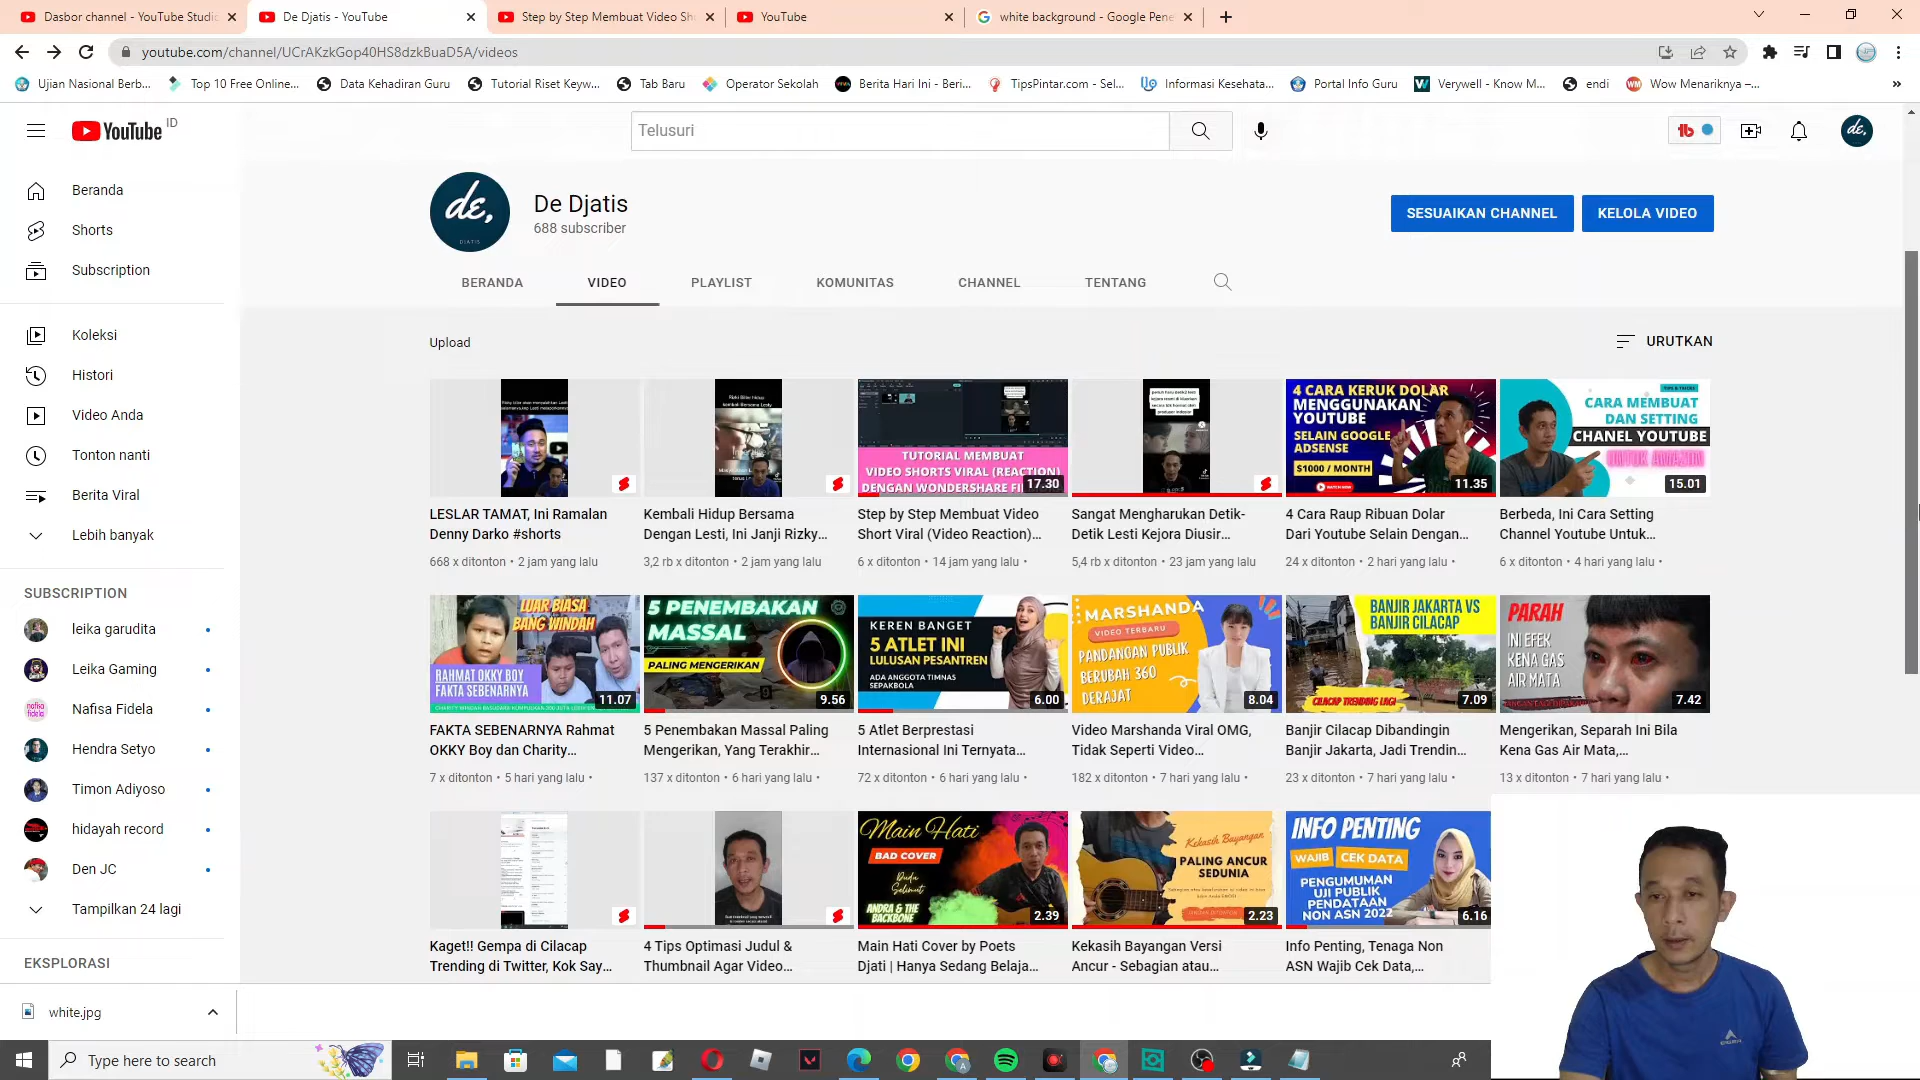 Dasbor channel - YouTube Studio
De Djatis - YouTube
Step by Step Membuat Video Sh
YouTube
white background - Google Pene
youtube.com/channel/UCrAKzkGop40HS8dzkBuaD5A/videos
Ujian Nasional Berb...
Top 10 Free Online...
Data Kehadiran Guru
Tutorial Riset Keyw...
Tab Baru
Operator Sekolah
Berita Hari Ini - Beri...
TipsPintar.com - Sel...
Informasi Kesehata...
Portal Info Guru
Verywell - Know M...
endi
Wow Menariknya –...
YouTube ID
Telusuri
Beranda
Shorts
Subscription
Koleksi
Histori
Video Anda
Tonton nanti
Berita Viral
Lebih banyak
SUBSCRIPTION
leika garudita
Leika Gaming
Nafisa Fidela
Hendra Setyo
Timon Adiyoso
hidayah record
Den JC
Tampilkan 24 lagi
EKSPLORASI
de,
DJATIS
De Djatis
688 subscriber
SESUAIKAN CHANNEL
KELOLA VIDEO
BERANDA
VIDEO
PLAYLIST
KOMUNITAS
CHANNEL
TENTANG
Upload
URUTKAN
LESLAR TAMAT, Ini Ramalan
Denny Darko #shorts
668 x ditonton • 2 jam yang lalu
Kembali Hidup Bersama
Dengan Lesti, Ini Janji Rizky...
3,2 rb x ditonton • 2 jam yang lalu
TUTORIAL MEMBUAT
VIDEO SHORTS VIRAL (REACTION)
DENGAN WONDERSHARE
17.30
Step by Step Membuat Video
Short Viral (Video Reaction)...
6 x ditonton • 14 jam yang lalu •
Sangat Mengharukan Detik-
Detik Lesti Kejora Diusir...
5,4 rb x ditonton • 23 jam yang lalu
4 CARA KERUK DOLAR
MENGGUNAKAN
YOUTUBE
SELAIN GOOGLE
ADSENSE
$1000 / MONTH
WATCH NOW
11.35
4 Cara Raup Ribuan Dolar
Dari Youtube Selain Dengan...
24 x ditonton • 2 hari yang lalu •
TIPS & TRICKS
CARA MEMBUAT
DAN SETTING
CHANEL YOUTUBE
UNTUK AMAZON
15.01
Berbeda, Ini Cara Setting
Channel Youtube Untuk...
6 x ditonton • 4 hari yang lalu •
LUAR BIASA
BANG WINDAH
RAHMAT OKKY BOY
FAKTA SEBENARNYA
11.07
FAKTA SEBENARNYA Rahmat
OKKY Boy dan Charity...
7 x ditonton • 5 hari yang lalu •
5 PENEMBAKAN
MASSAL
PALING MENGERIKAN
9.56
5 Penembakan Massal Paling
Mengerikan, Yang Terakhir...
137 x ditonton • 6 hari yang lalu •
KEREN BANGET
5 ATLET INI
LULUSAN PESANTREN
ADA ANGGOTA TIMNAS
SEPAKBOLA
6.00
5 Atlet Berprestasi
Internasional Ini Ternyata...
72 x ditonton • 6 hari yang lalu •
MARSHANDA
VIDEO TERBARU
PANDANGAN PUBLIK
BERUBAH 360
DERAJAT
8.04
Video Marshanda Viral OMG,
Tidak Seperti Video...
182 x ditonton • 7 hari yang lalu •
BANJIR JAKARTA VS
BANJIR CILACAP
CILACAP TRENDING LAGI
7.09
Banjir Cilacap Dibandingin
Banjir Jakarta, Jadi Trendin...
23 x ditonton • 7 hari yang lalu •
PARAH
INI EFEK
KENA GAS
AIR MATA
7.42
Mengerikan, Separah Ini Bila
Kena Gas Air Mata,...
13 x ditonton • 7 hari yang lalu •
Kaget!! Gempa di Cilacap
Trending di Twitter, Kok Say...
4 Tips Optimasi Judul &
Thumbnail Agar Video...
Main Hati
BAD COVER
ANDRA & THE
BACKBONE
2.39
Main Hati Cover by Poets
Djati | Hanya Sedang Belaja...
Kekasih Bayangan
PALING ANCUR
SEDUNIA
2.23
Kekasih Bayangan Versi
Ancur - Sebagian atau...
INFO PENTING
WAJIB CEK DATA
PENGUMUMAN
UJI PUBLIK
PENDATAAN
NON ASN 2022
6.16
Info Penting, Tenaga Non
ASN Wajib Cek Data,...
white.jpg
Type here to search